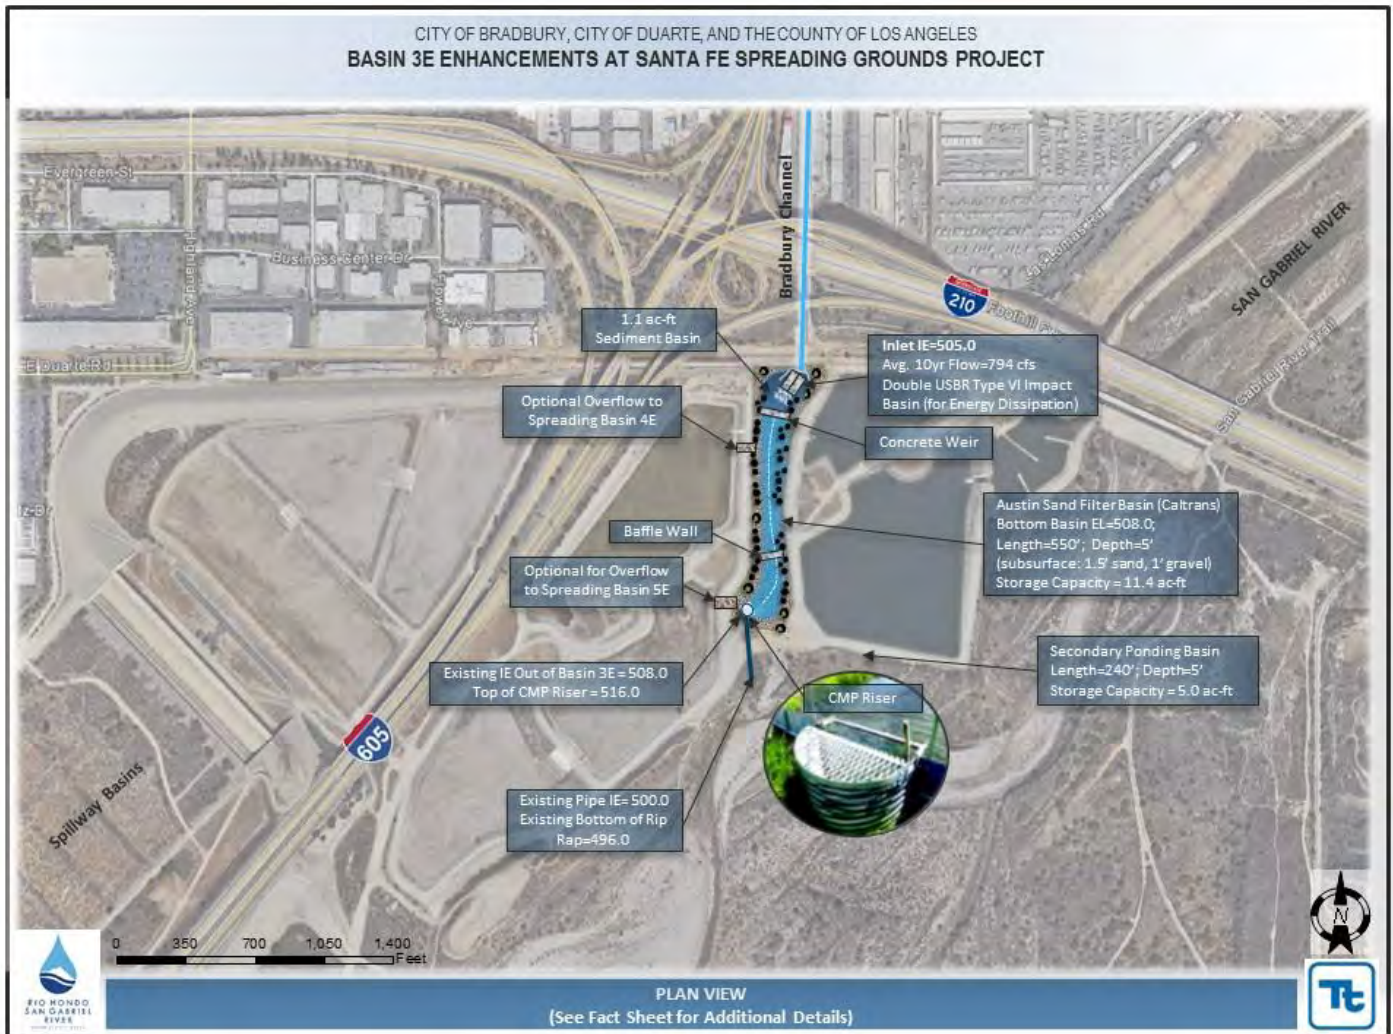 CITY OF BRADBURY, CITY OF DUARTE, AND THE COUNTY OF LOS ANGELES
BASIN 3E ENHANCEMENTS AT SANTA FE SPREADING GROUNDS PROJECT
Evergreen St
Business Center Dr
Highland Ave
Flower Ave
E Duarte Rd
Bradbury Channel
Las Lomas Rd
SAN GABRIEL RIVER
210
Foothill
San Gabriel River Trail
1.1 ac-ft
Sediment Basin
Inlet IE=505.0
Avg. 10yr Flow=794 cfs
Double USBR Type VI Impact
Basin (for Energy Dissipation)
Optional Overflow to
Spreading Basin 4E
Concrete Weir
Austin Sand Filter Basin (Caltrans)
Bottom Basin EL=508.0;
Length=550'; Depth=5'
(subsurface: 1.5' sand, 1' gravel)
Storage Capacity = 11.4 ac-ft
Baffle Wall
Optional for Overflow
to Spreading Basin 5E
Existing IE Out of Basin 3E = 508.0
Top of CMP Riser = 516.0
Secondary Ponding Basin
Length=240'; Depth=5'
Storage Capacity = 5.0 ac-ft
CMP Riser
605
Spillway Basins
Existing Pipe IE= 500.0
Existing Bottom of Rip
Rap=496.0
N
0 350 700 1,050 1,400
Feet
RIO HONDO
SAN GABRIEL
RIVER
PLAN VIEW
(See Fact Sheet for Additional Details)
Tt